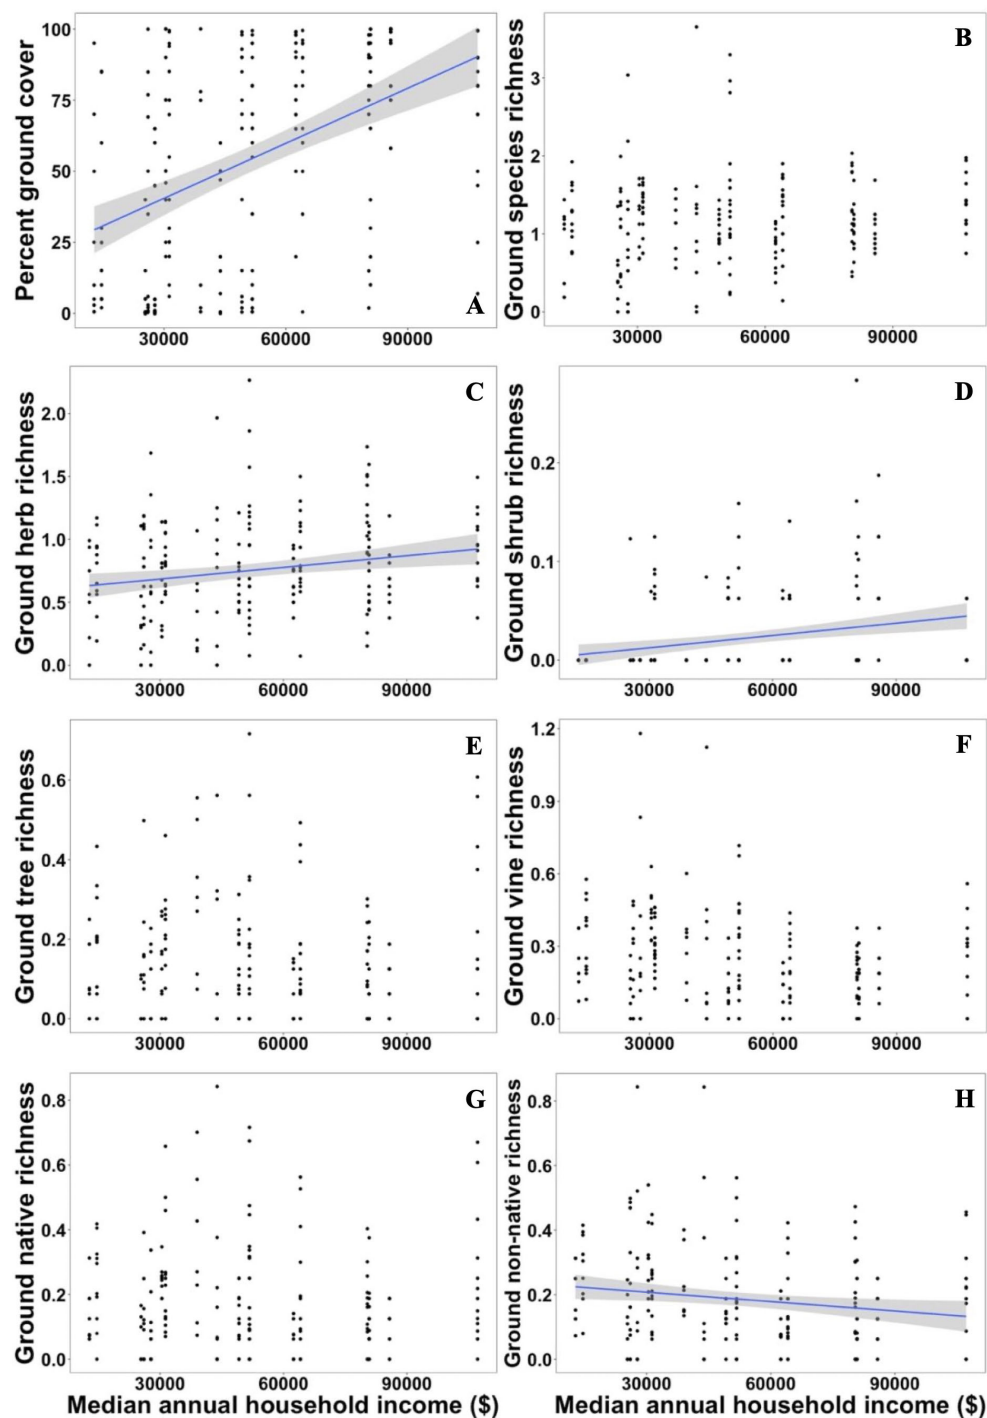 Percent ground cover
100
75
50
25
0
30000 60000 90000
A
Ground species richness
3
2
1
0
30000 60000 90000
B
Ground herb richness
2.0
1.5
1.0
0.5
0.0
30000 60000 90000
C
Ground shrub richness
0.2
0.1
0.0
30000 60000 90000
D
Ground tree richness
0.6
0.4
0.2
0.0
30000 60000 90000
E
Ground vine richness
1.2
0.9
0.6
0.3
0.0
30000 60000 90000
F
Ground native richness
0.8
0.6
0.4
0.2
0.0
30000 60000 90000
G
Median annual household income ($)
Ground non-native richness
0.8
0.6
0.4
0.2
0.0
30000 60000 90000
H
Median annual household income ($)